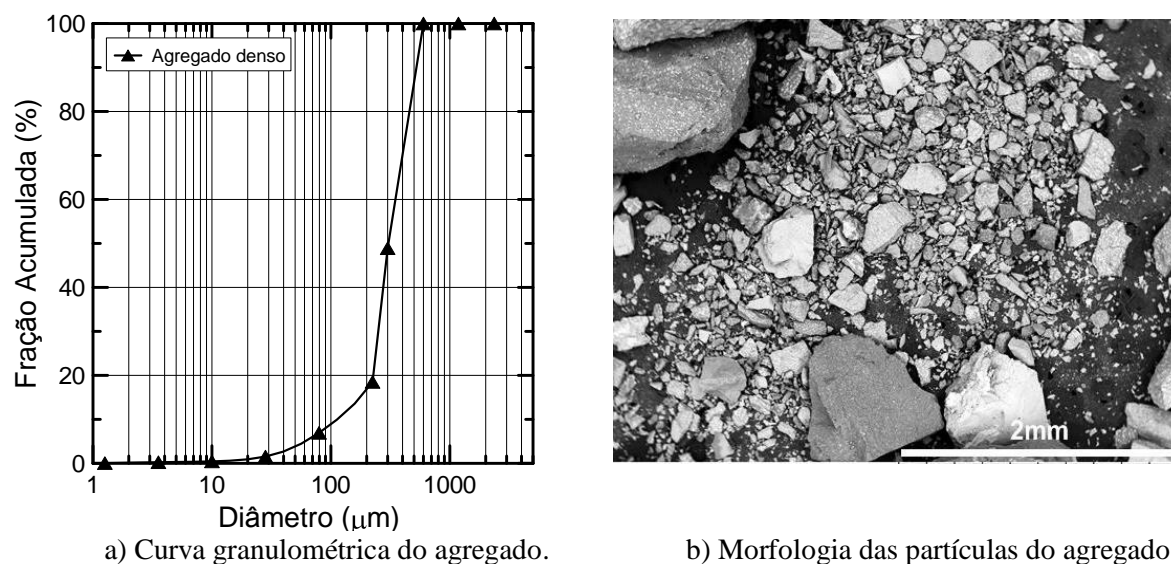 100
80
60
40
20
0
Fração Acumulada (%)
Agregado denso
1 10 100 1000
Diâmetro (μm)
a) Curva granulométrica do agregado.
2mm
b) Morfologia das partículas do agregado